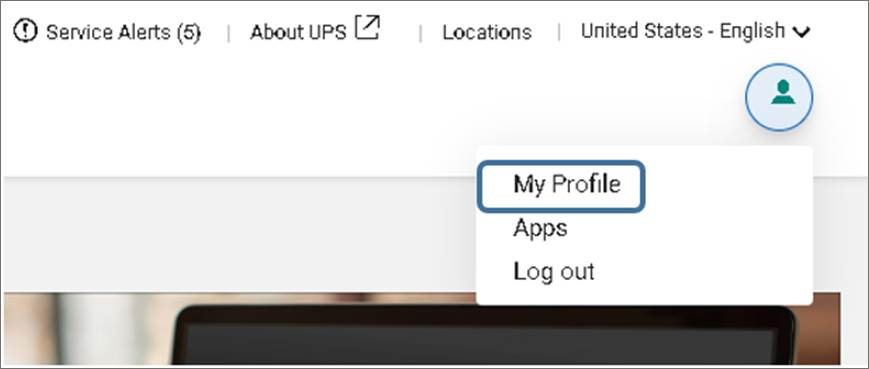 Service Alerts (5) | About UPS | Locations | United States - English
My Profile
Apps
Log out